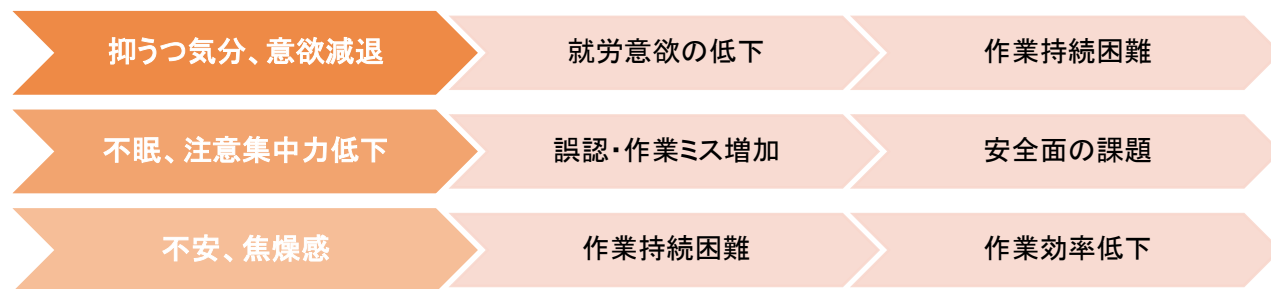 抑うつ気分、意欲減退
就労意欲の低下
作業持続困難
不眠、注意集中力低下
誤認・作業ミス増加
安全面の課題
不安、焦燥感
作業持続困難
作業効率低下